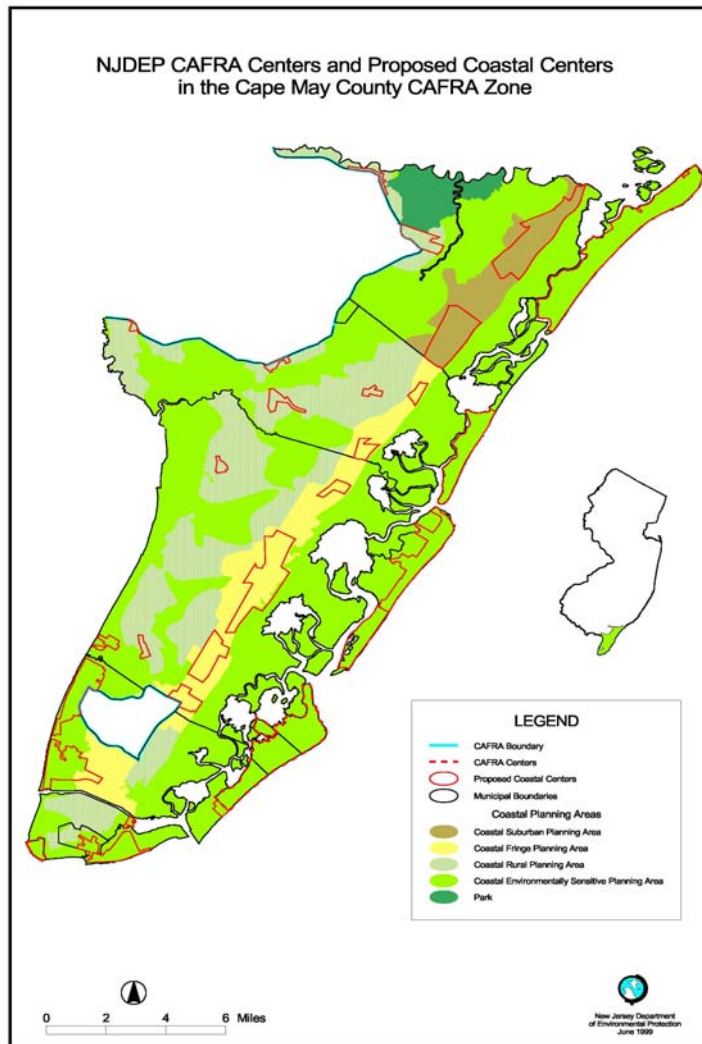 NJDEP CAFRA Centers and Proposed Coastal Centers
in the Cape May County CAFRA Zone
LEGEND
CAFRA Boundary
CAFRA Centers
Proposed Coastal Centers
Municipal Boundaries
Coastal Planning Areas
Coastal Suburban Planning Area
Coastal Fringe Planning Area
Coastal Rural Planning Area
Coastal Environmentally Sensitive Planning Area
Park
0 2 4 6 Miles
New Jersey Department
of Environmental Protection
June 1999